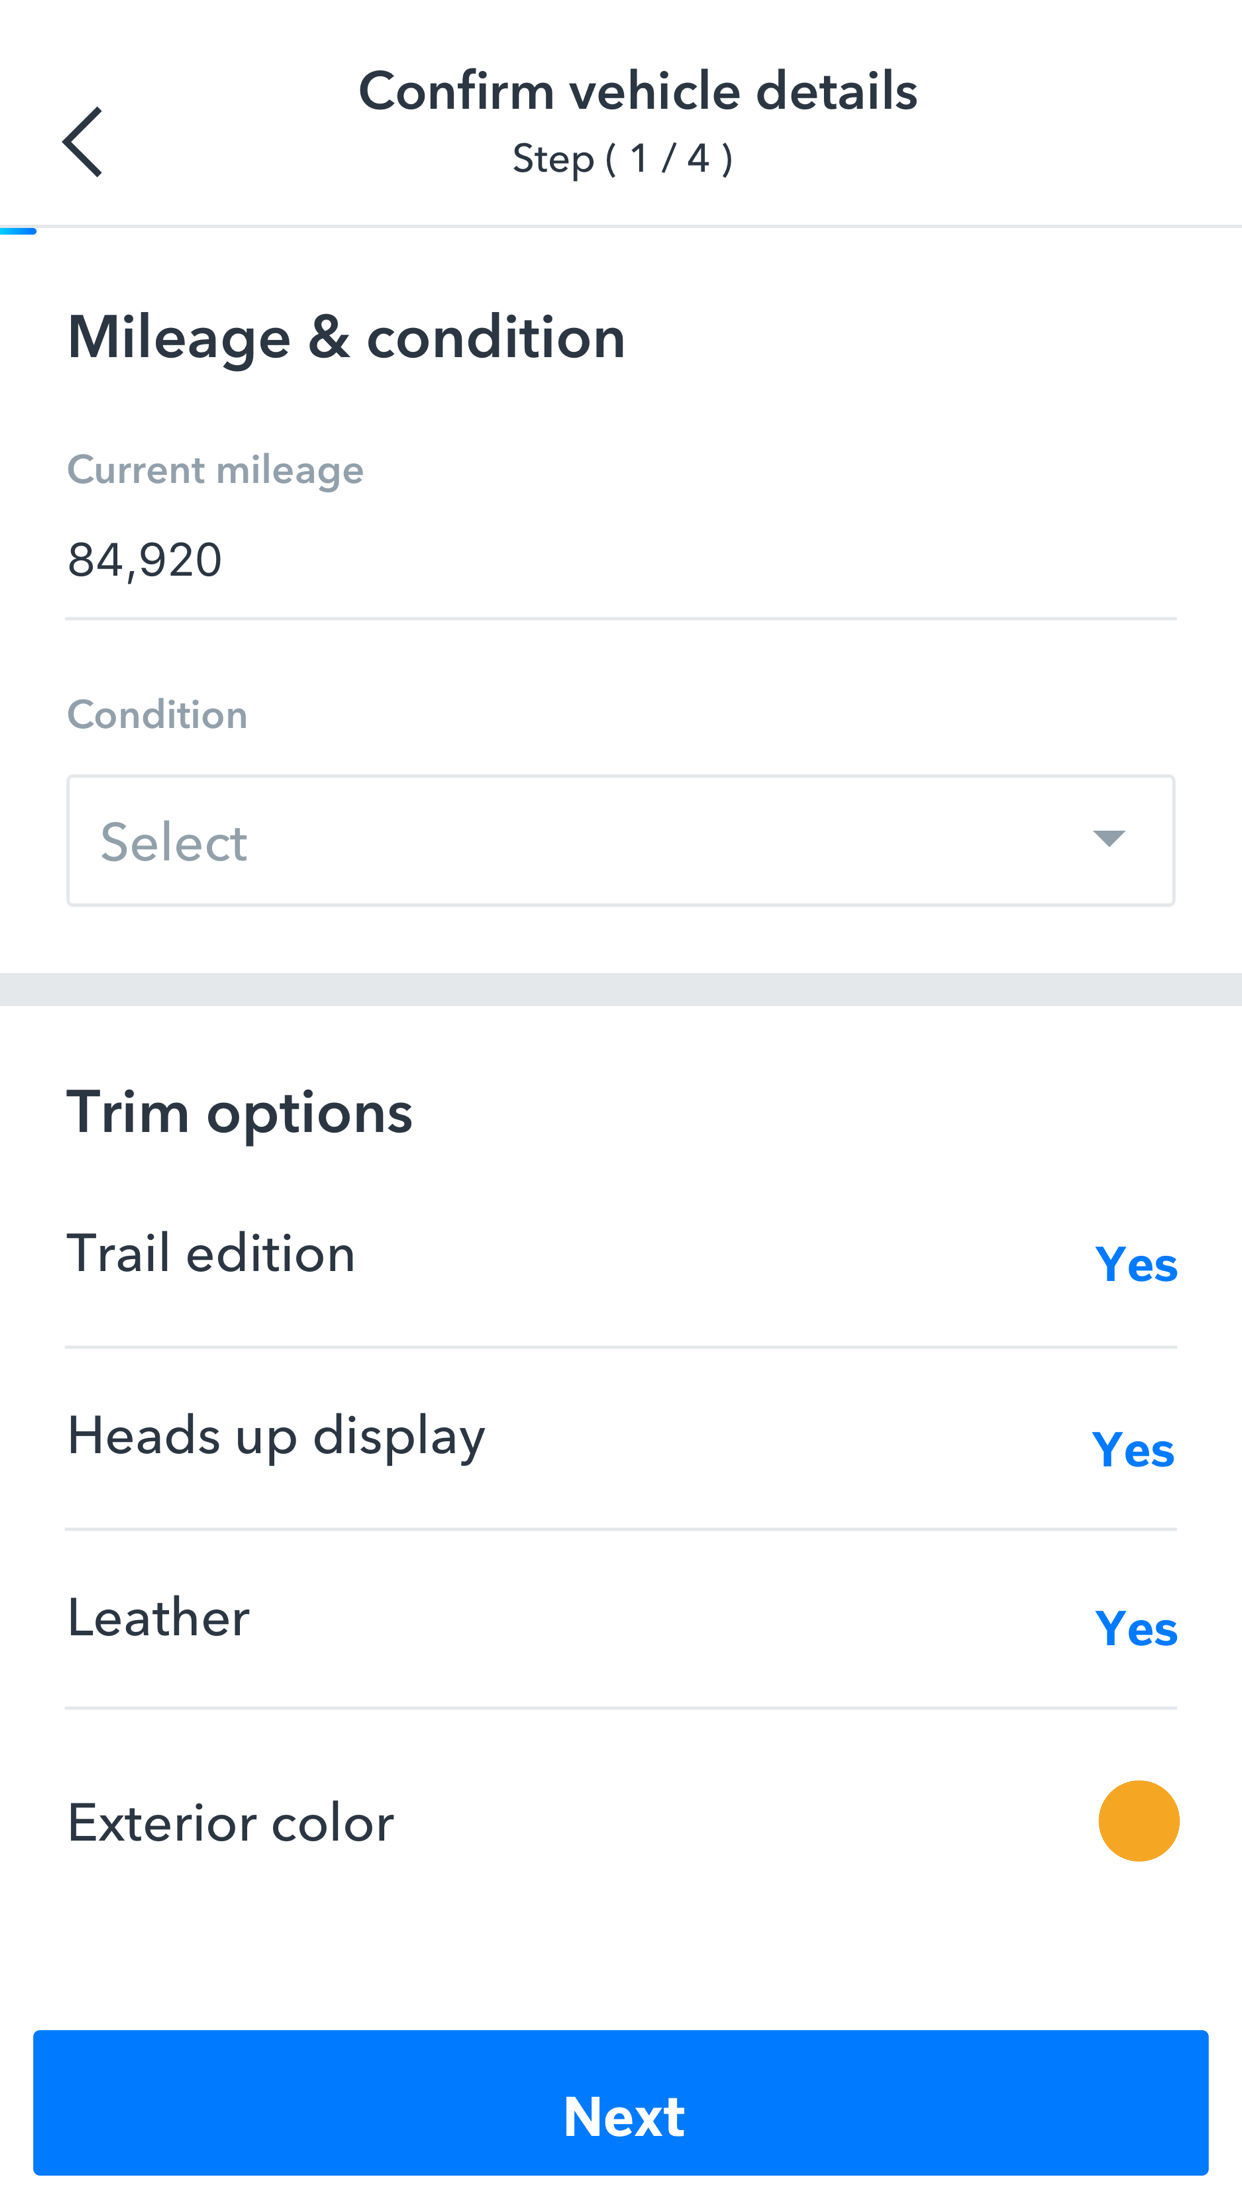 Confirm vehicle details
Step ( 1 / 4 )
Mileage & condition
Current mileage
84,920
Condition
Select
Trim options
Trail edition Yes
Heads up display Yes
Leather Yes
Exterior color
Next